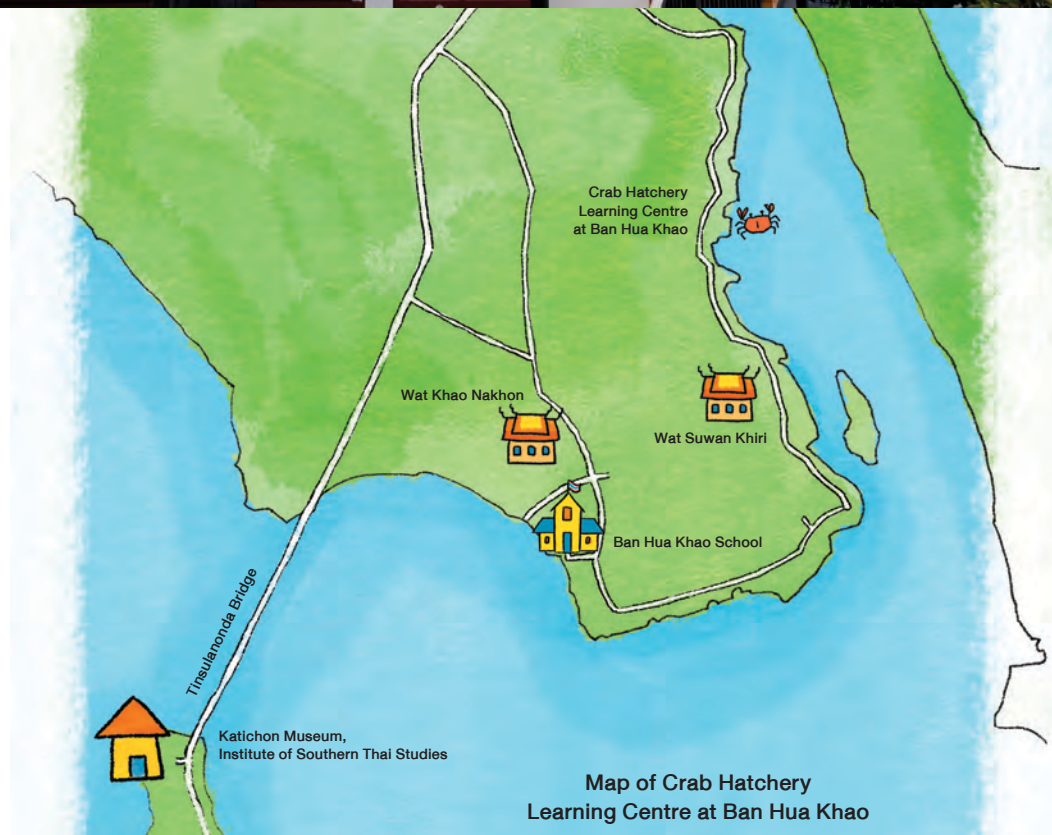 Crab Hatchery
Learning Centre
at Ban Hua Khao
Wat Khao Nakhon
Wat Suwan Khiri
Ban Hua Khao School
Tinsulanonda Bridge
Katichon Museum,
Institute of Southern Thai Studies
Map of Crab Hatchery
Learning Centre at Ban Hua Khao